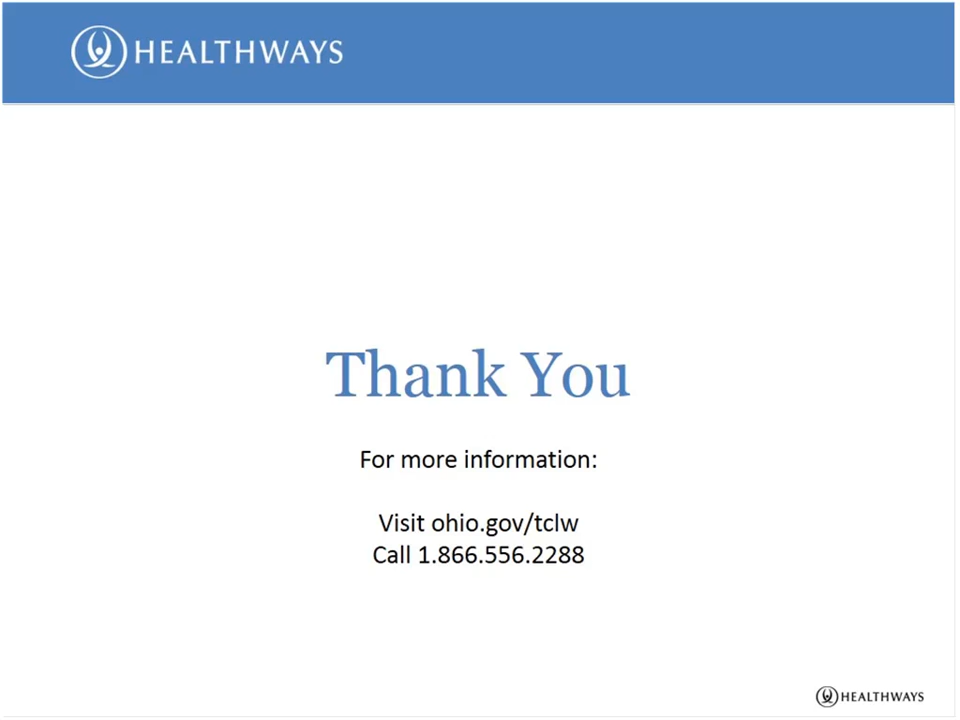 HEALTHWAYS
Thank You
For more information:
Visit ohio.gov/tclw
Call 1.866.556.2288
HEALTHWAYS